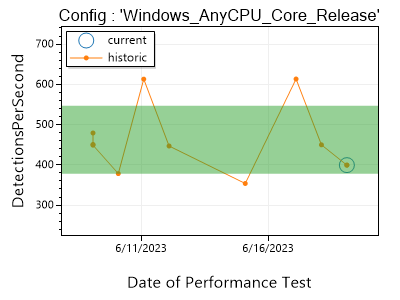 Config : 'Windows_AnyCPU_Core_Release'
current
historic
700
600
500
400
300
DetectionsPerSecond
6/11/2023
6/16/2023
Date of Performance Test